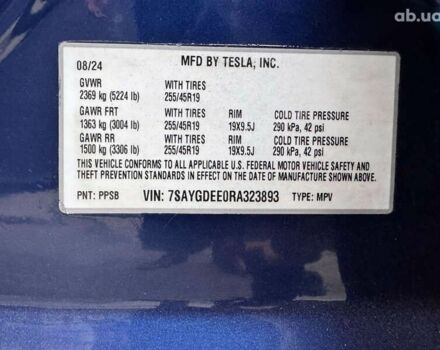 ab.ua
08/24 MFD BY TESLA, INC.
GVWR WITH TIRES
2369 kg (5224 lb) 255/45R19
GAWR FRT WITH TIRES RIM COLD TIRE PRESSURE
1363 kg (3004 lb) 255/45R19 19X9.5J 290 kPa, 42 psi
GAWR RR WITH TIRES RIM COLD TIRE PRESSURE
1500 kg (3306 lb) 255/45R19 19X9.5J 290 kPa, 42 psi
THIS VEHICLE CONFORMS TO ALL APPLICABLE U.S. FEDERAL MOTOR VEHICLE SAFETY AND
THEFT PREVENTION STANDARDS IN EFFECT ON THE DATE OF MANUFACTURE SHOWN ABOVE.
PNT: PPSB VIN: 7SAYGDEE0RA323893 TYPE: MPV